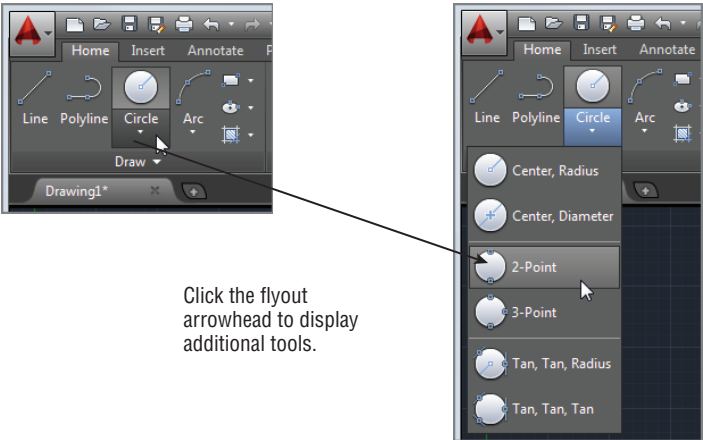 Home Insert Annotate P
Line Polyline Circle Arc
Draw
Drawing1*
Click the flyout
arrowhead to display
additional tools.
Home Insert Annotate
Line Polyline Circle Arc
Center, Radius
Center, Diameter
2-Point
3-Point
Tan, Tan, Radius
Tan, Tan, Tan